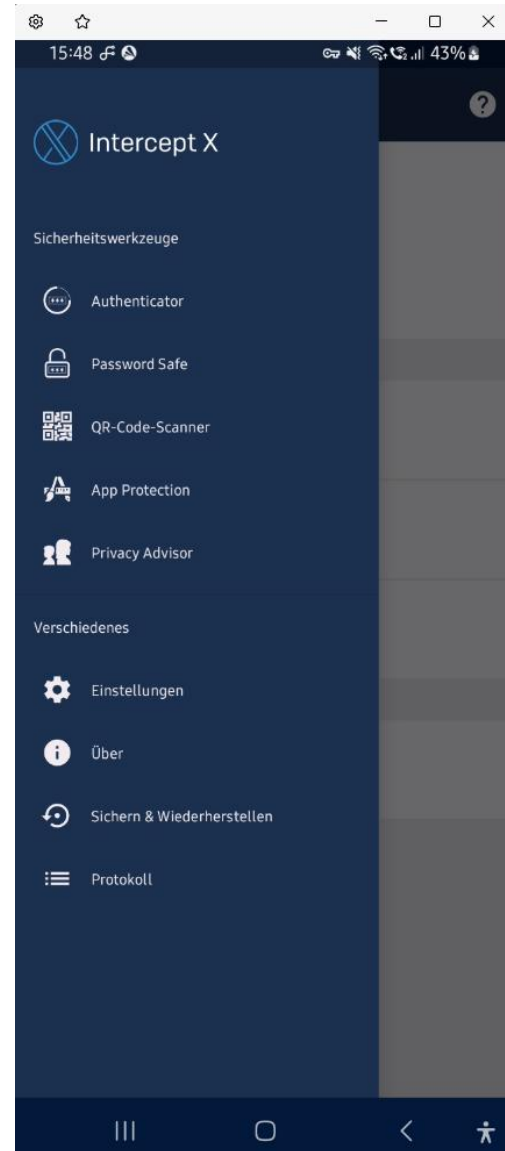 15:48
43%
Intercept X
Sicherheitswerkzeuge
Authenticator
Password Safe
QR-Code-Scanner
App Protection
Privacy Advisor
Verschiedenes
Einstellungen
Über
Sichern & Wiederherstellen
Protokoll